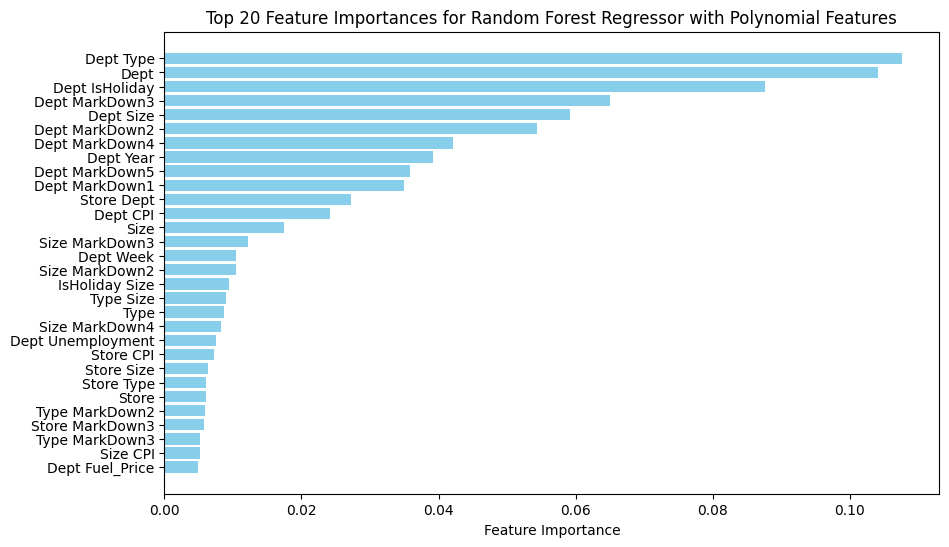 Top 20 Feature Importances for Random Forest Regressor with Polynomial Features
Dept Type
Dept
Dept IsHoliday
Dept MarkDown3
Dept Size
Dept MarkDown2
Dept MarkDown4
Dept Year
Dept MarkDown5
Dept MarkDown1
Store Dept
Dept CPI
Size
Size MarkDown3
Dept Week
Size MarkDown2
IsHoliday Size
Type Size
Type
Size MarkDown4
Dept Unemployment
Store CPI
Store Size
Store Type
Store
Type MarkDown2
Store MarkDown3
Type MarkDown3
Size CPI
Dept Fuel_Price
0.00 0.02 0.04 0.06 0.08 0.10
Feature Importance